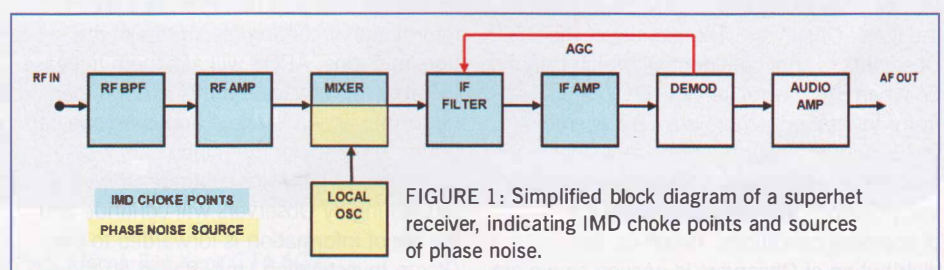 AGC
RF IN
RF BPF
RF AMP
MIXER
IF
FILTER
IF AMP
DEMOD
AUDIO
AMP
AF OUT
IMD CHOKE POINTS
PHASE NOISE SOURCE
LOCAL
OSC
FIGURE 1: Simplified block diagram of a supernet
receiver, indicating IMD choke points and sources
of phase noise.